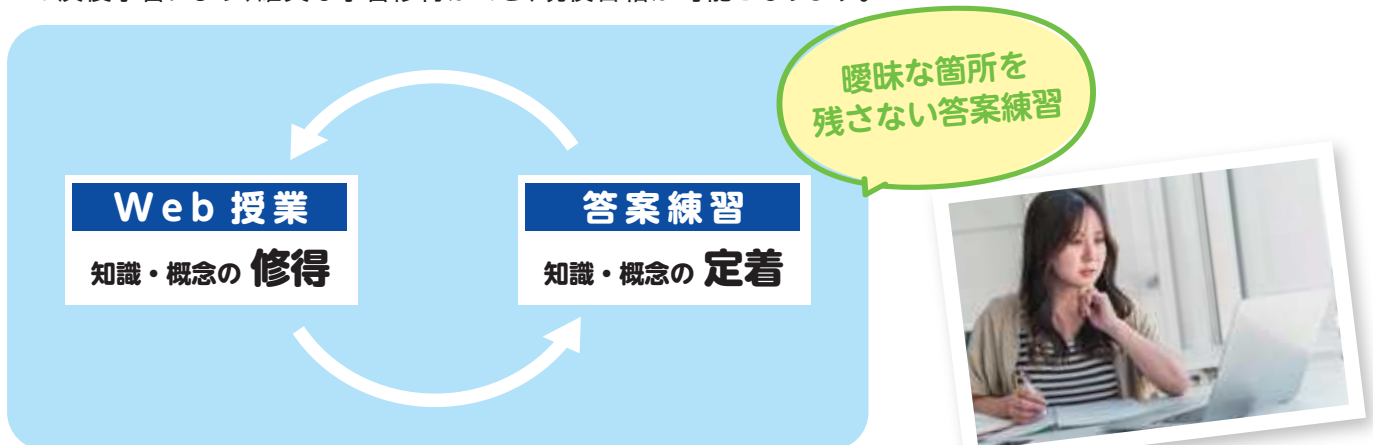 曖昧な箇所を
残さない答案練習
Web 授業
知識・概念の 修得
答案練習
知識・概念の 定着